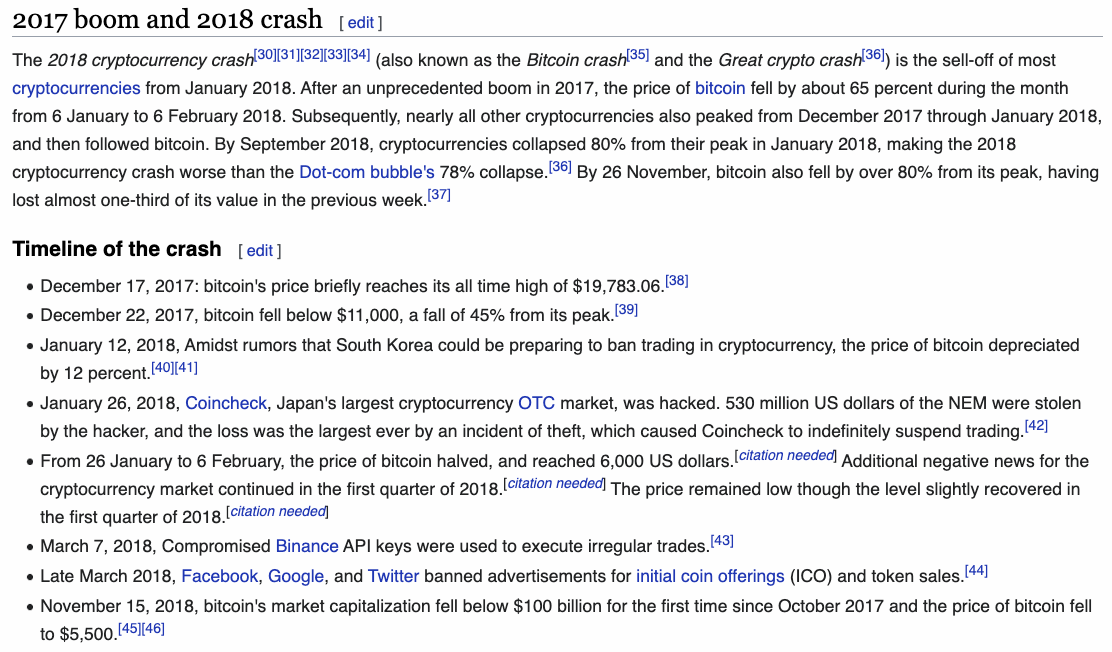 2017 boom and 2018 crash [ edit ]
The 2018 cryptocurrency crash[30][31][32][33][34] (also known as the Bitcoin crash[35] and the Great crypto crash[36]) is the sell-off of most
cryptocurrencies from January 2018. After an unprecedented boom in 2017, the price of bitcoin fell by about 65 percent during the month
from 6 January to 6 February 2018. Subsequently, nearly all other cryptocurrencies also peaked from December 2017 through January 2018,
and then followed bitcoin. By September 2018, cryptocurrencies collapsed 80% from their peak in January 2018, making the 2018
cryptocurrency crash worse than the Dot-com bubble's 78% collapse.[36] By 26 November, bitcoin also fell by over 80% from its peak, having
lost almost one-third of its value in the previous week.[37]
Timeline of the crash [ edit ]
• December 17, 2017: bitcoin's price briefly reaches its all time high of $19,783.06.[38]
• December 22, 2017, bitcoin fell below $11,000, a fall of 45% from its peak.[39]
• January 12, 2018, Amidst rumors that South Korea could be preparing to ban trading in cryptocurrency, the price of bitcoin depreciated
by 12 percent.[40][41]
• January 26, 2018, Coincheck, Japan's largest cryptocurrency OTC market, was hacked. 530 million US dollars of the NEM were stolen
by the hacker, and the loss was the largest ever by an incident of theft, which caused Coincheck to indefinitely suspend trading.[42]
• From 26 January to 6 February, the price of bitcoin halved, and reached 6,000 US dollars.[citation needed] Additional negative news for the
cryptocurrency market continued in the first quarter of 2018.[citation needed] The price remained low though the level slightly recovered in
the first quarter of 2018.[citation needed]
• March 7, 2018, Compromised Binance API keys were used to execute irregular trades.[43]
• Late March 2018, Facebook, Google, and Twitter banned advertisements for initial coin offerings (ICO) and token sales.[44]
• November 15, 2018, bitcoin's market capitalization fell below $100 billion for the first time since October 2017 and the price of bitcoin fell
to $5,500.[45][46]